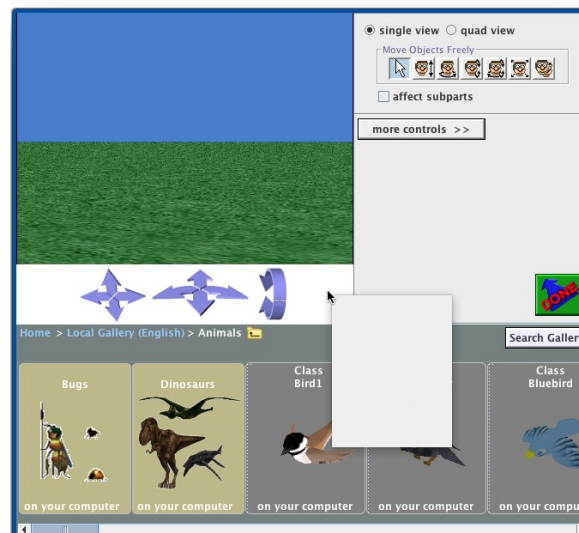 single view quad view
Move Objects Freely
affect subparts
more controls >>
DONE
Home > Local Gallery (English) > Animals
Search Galler
Bugs
on your computer
Dinosaurs
on your computer
Class
Bird1
on your computer
on your computer
Class
Bluebird
on your compu